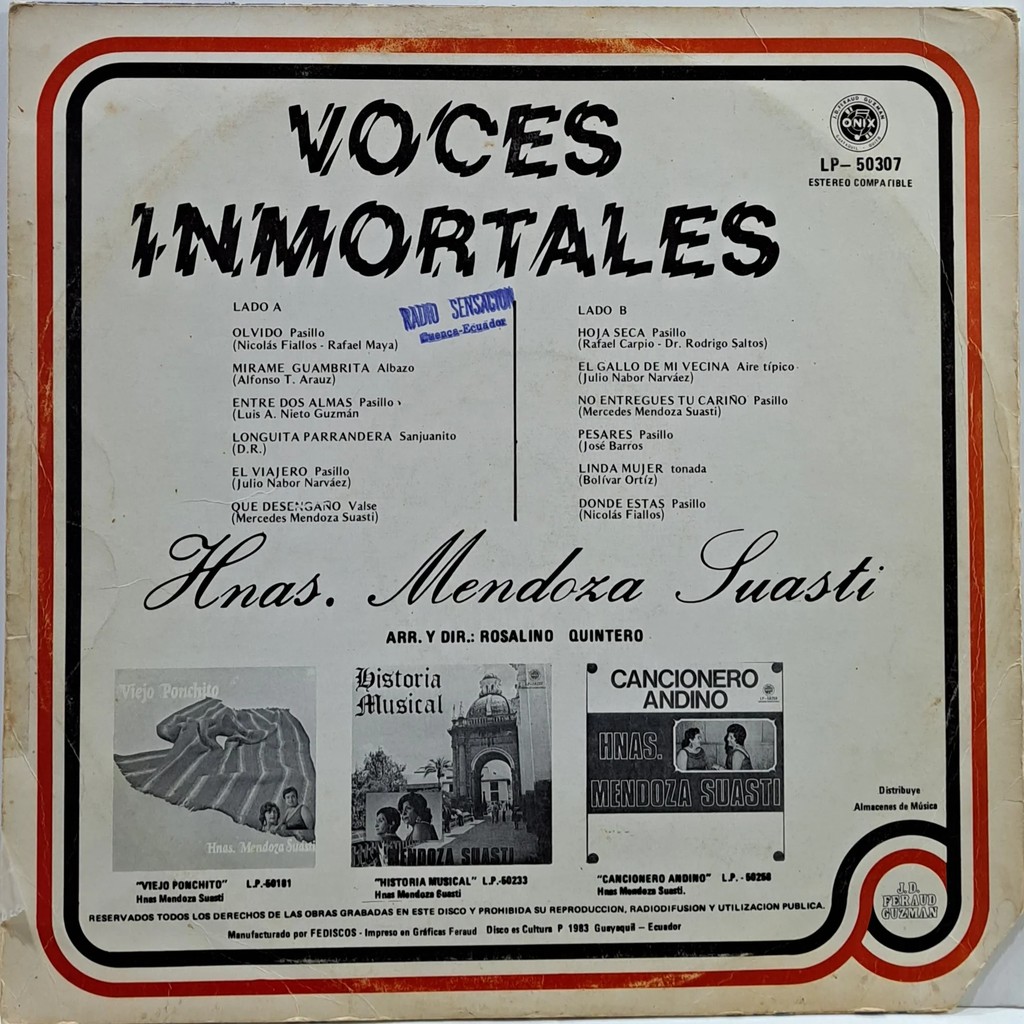 VOCES
INMORTALES
ONIX
LP-50307
ESTEREO COMPATIBLE
RADIO SENSACION
Cuenca-Ecuador
LADO A
OLVIDO Pasillo
(Nicolás Fiallos - Rafael Maya)
MIRAME GUAMBRITA Albazo
(Alfonso T. Arauz)
ENTRE DOS ALMAS Pasillo
(Luis A. Nieto Guzmán
LONGUITA PARRANDERA Sanjuanito
(D.R.)
EL VIAJERO Pasillo
(Julio Nabor Narváez)
QUE DESENGAÑO Valse
(Mercedes Mendoza Suasti)
LADO B
HOJA SECA Pasillo
(Rafael Carpio - Dr. Rodrigo Saltos)
EL GALLO DE MI VECINA Aire típico
(Julio Nabor Narváez)
NO ENTREGUES TU CARIÑO Pasillo
(Mercedes Mendoza Suasti)
PESARES Pasillo
(José Barros
LINDA MUJER tonada
(Bolívar Ortíz)
DONDE ESTAS Pasillo
(Nicolás Fiallos)
Hnas. Mendoza Suasti
ARR. Y DIR.: ROSALINO QUINTERO
Viejo Ponchito
Hnas. Mendoza Suasti
Historia
Musical
MENDOZA SUASTI
CANCIONERO
ANDINO
HNAS.
MENDOZA SUASTI
"VIEJO PONCHITO" L.P.-50181
Hnas Mendoza Suasti
"HISTORIA MUSICAL" L.P.-50233
Hnas Mendoza Suasti
"CANCIONERO ANDINO" L.P.-50258
Hnas Mendoza Suasti.
Distribuye
Almacenes de Música
J.D.
FERAUD
GUZMAN
RESERVADOS TODOS LOS DERECHOS DE LAS OBRAS GRABADAS EN ESTE DISCO Y PROHIBIDA SU REPRODUCCION, RADIODIFUSION Y UTILIZACION PUBLICA.
Manufacturado por FEDISCOS - Impreso en Gráficas Feraud Disco es Cultura P 1983 Guayaquil - Ecuador